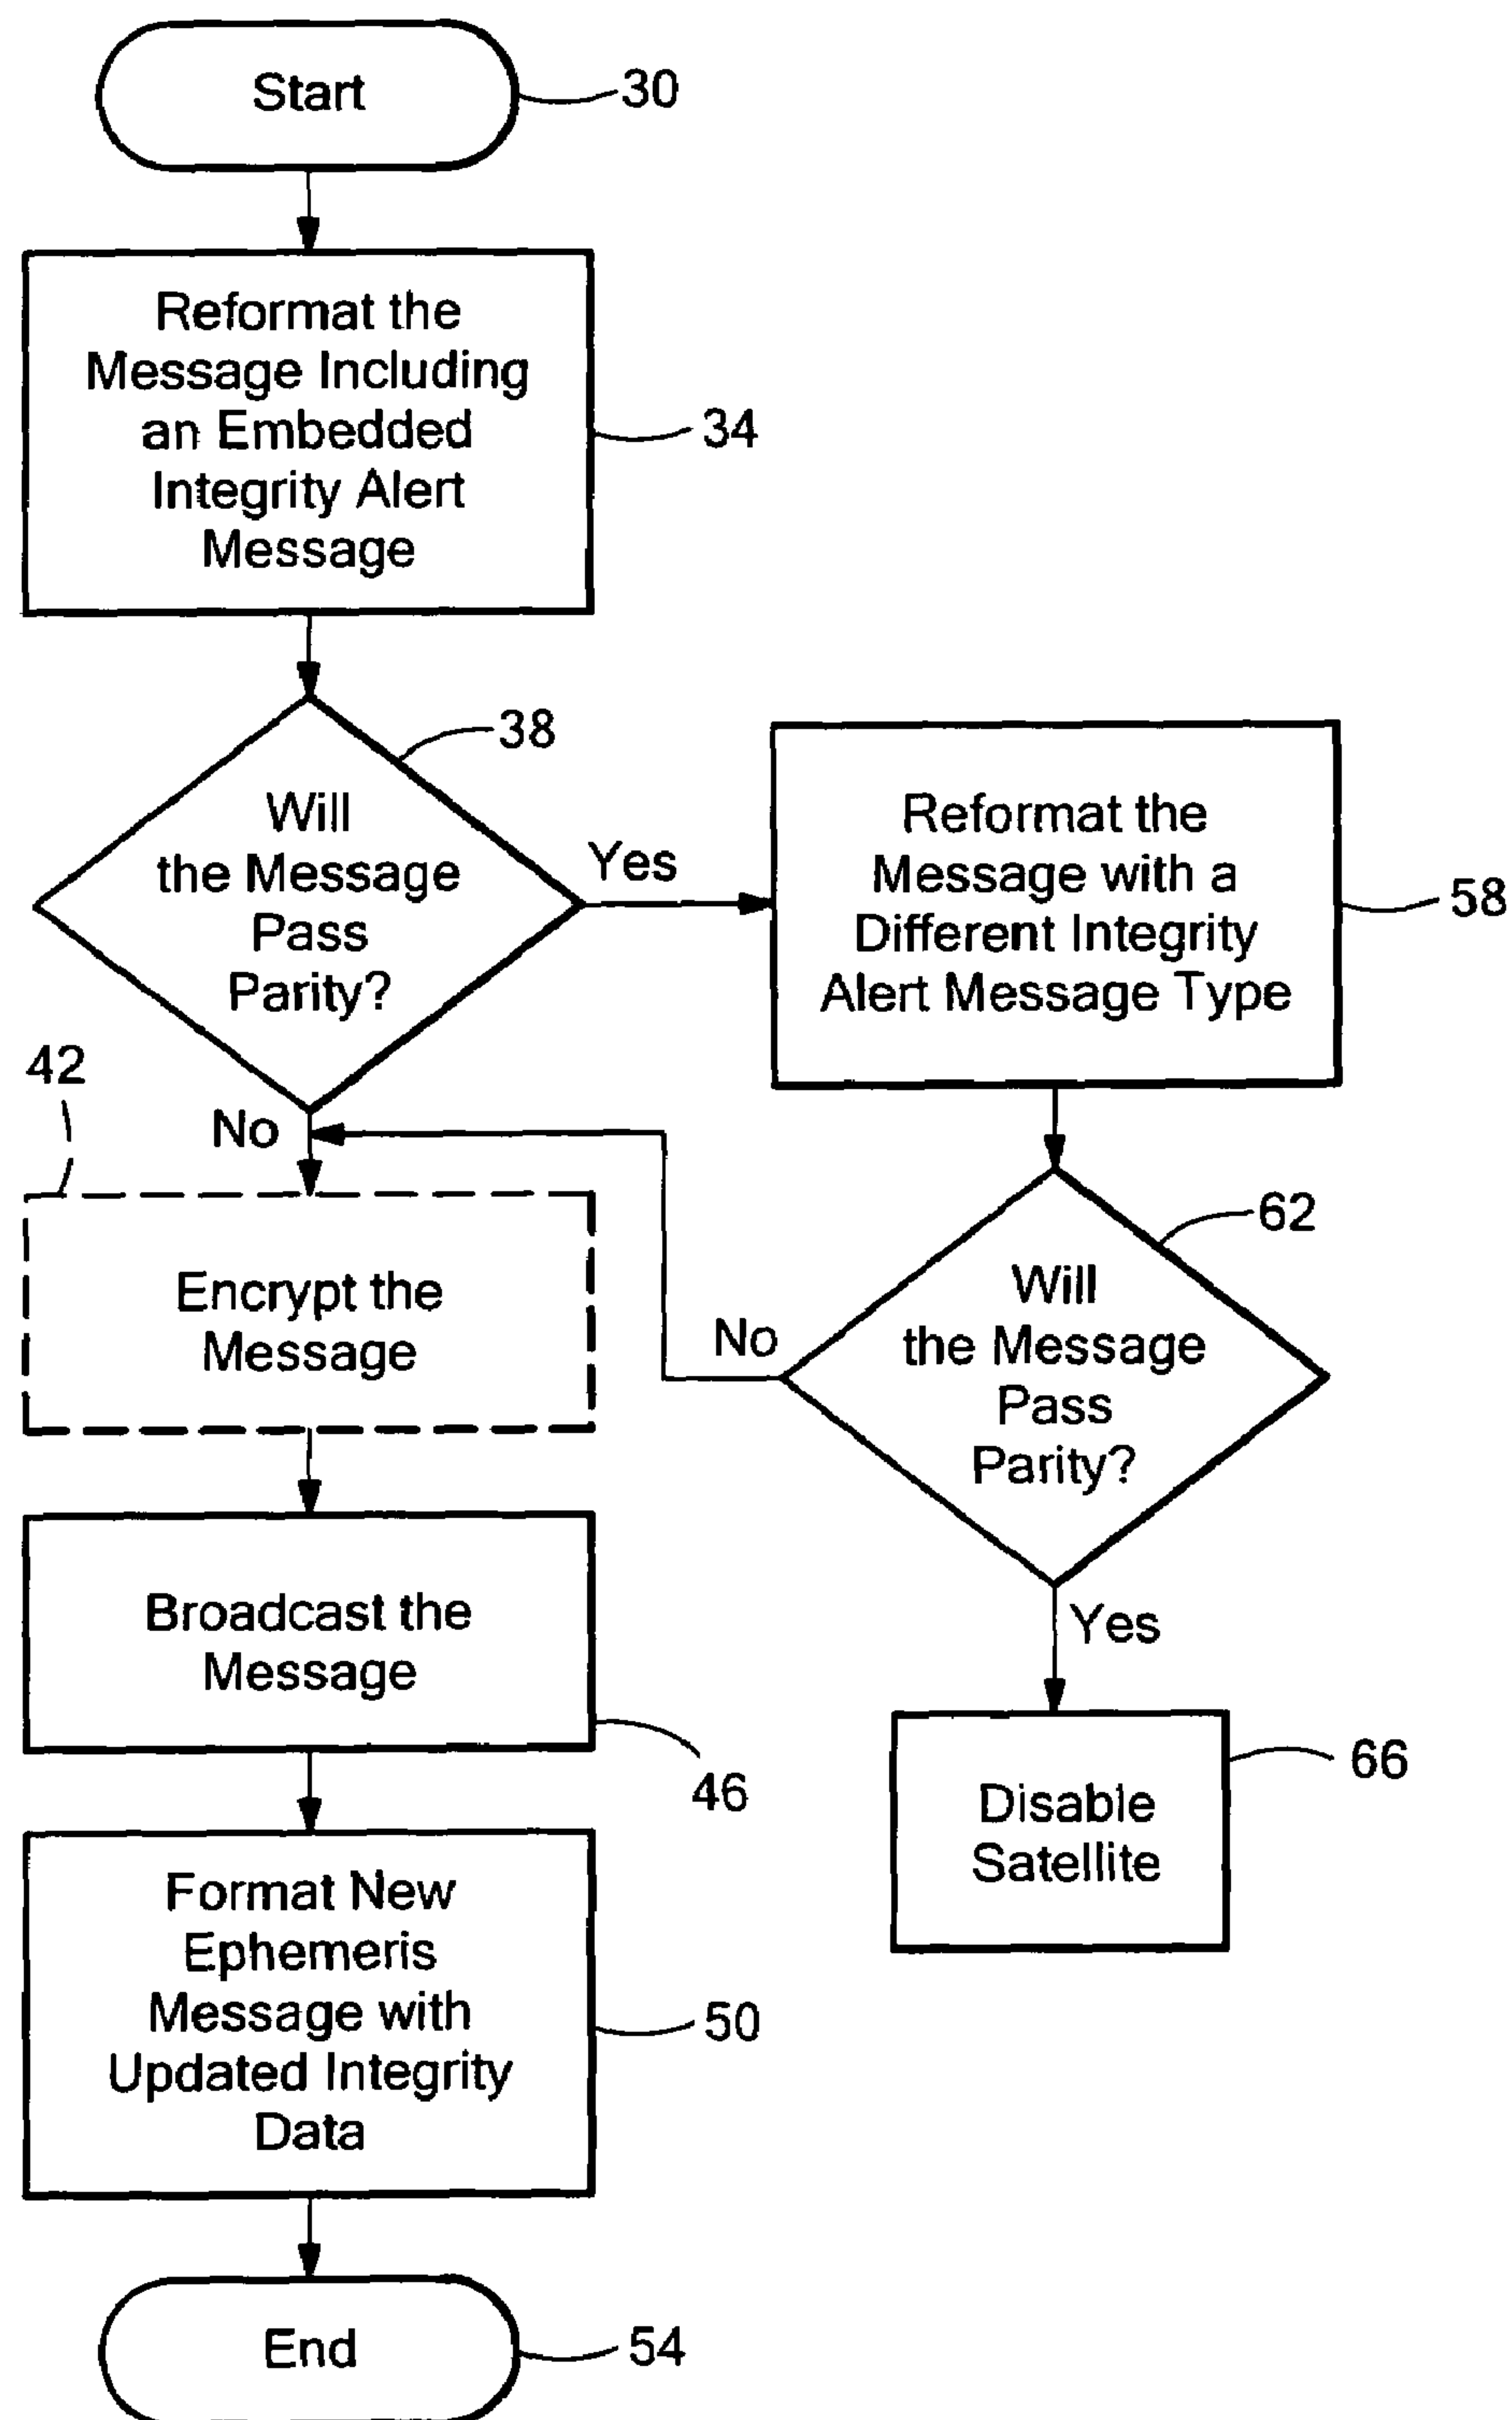 Start
30
Reformat the
Message Including
an Embedded
Integrity Alert
Message
34
38
Will
the Message
Pass
Parity?
Yes
Reformat the
Message with a
Different Integrity
Alert Message Type
58
42
No
Encrypt the
Message
62
Will
the Message
Pass
Parity?
No
Yes
Broadcast the
Message
46
Disable
Satellite
66
Format New
Ephemeris
Message with
Updated Integrity
Data
50
End
54